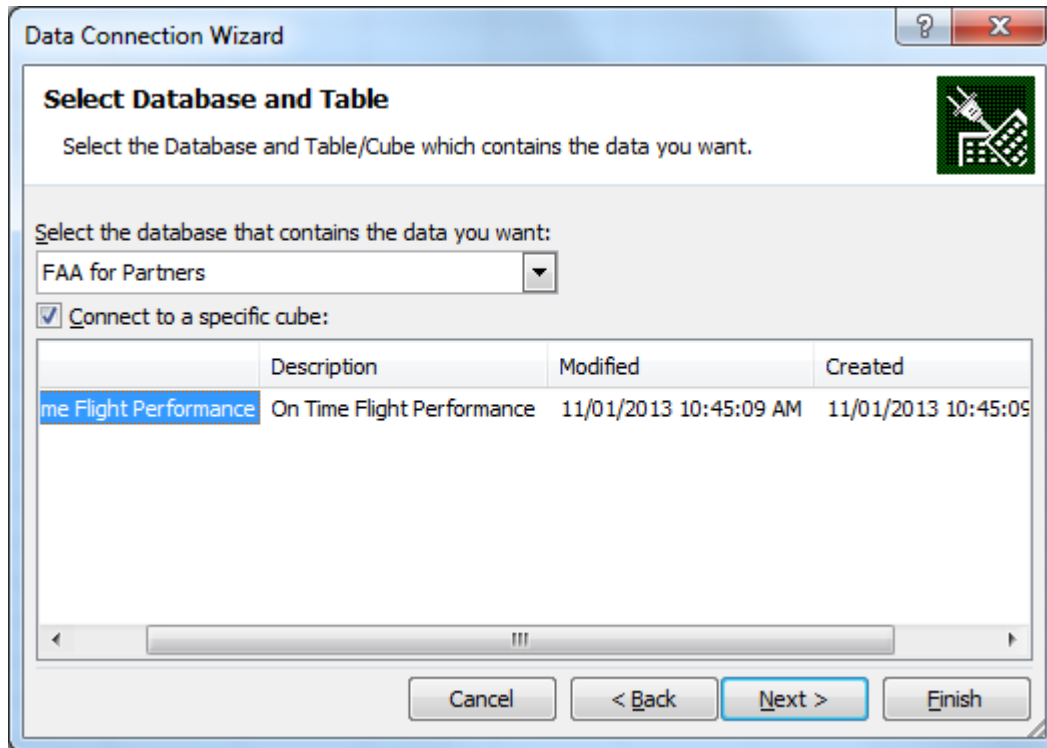 Data Connection Wizard
Select Database and Table
Select the Database and Table/Cube which contains the data you want.
Select the database that contains the data you want:
FAA for Partners
Connect to a specific cube:
Description Modified Created
me Flight Performance On Time Flight Performance 11/01/2013 10:45:09 AM 11/01/2013 10:45:09
Cancel < Back Next > Finish